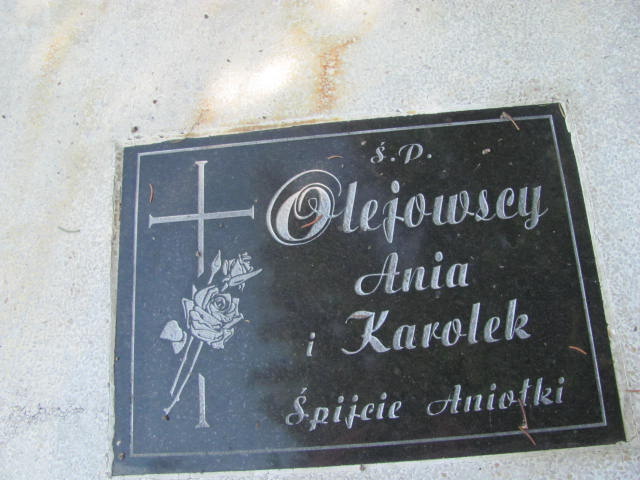 Ś.P.
Olejowscy
Ania
i Karolek
Śpijcie Aniołki